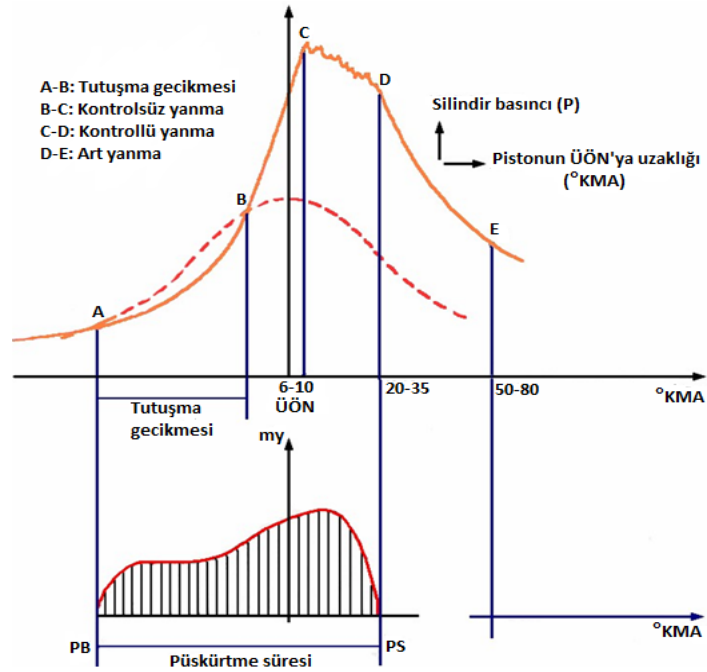 C
A-B: Tutuşma gecikmesi
B-C: Kontrolsüz yanma
C-D: Kontrollü yanma
D-E: Art yanma
D
Silindir basıncı (P)
Pistonun ÜÖN'ya uzaklığı
(°KMA)
B
E
A
6-10
20-35
50-80
°KMA
ÜÖN
Tutuşma
gecikmesi
my
°KMA
PB
PS
Püskürtme süresi